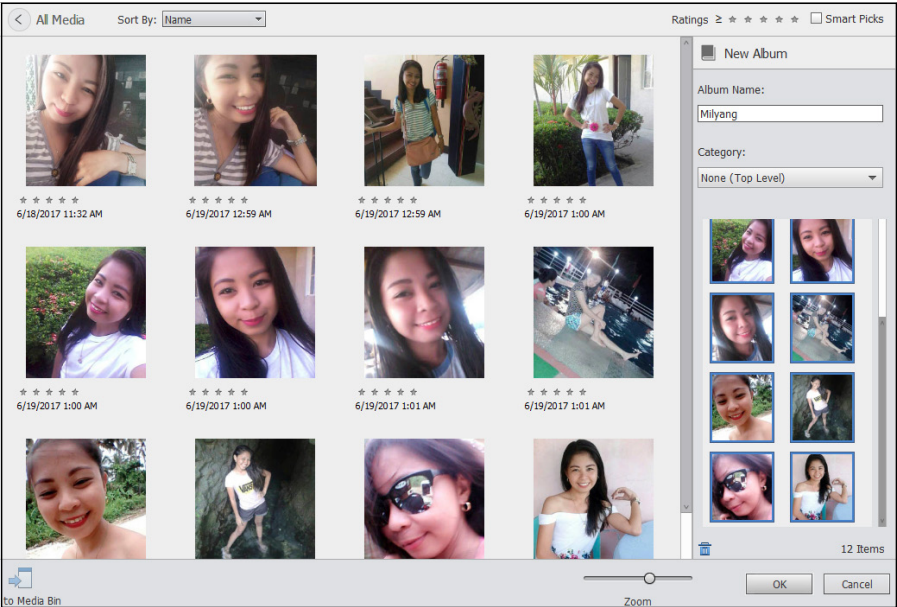 All Media
Sort By: Name
Ratings ≥
Smart Picks
New Album
Album Name:
Milyang
Category:
None (Top Level)
6/18/2017 11:32 AM
6/19/2017 12:59 AM
6/19/2017 12:59 AM
6/19/2017 1:00 AM
6/19/2017 1:00 AM
6/19/2017 1:00 AM
6/19/2017 1:01 AM
6/19/2017 1:01 AM
12 Items
to Media Bin
Zoom
OK
Cancel